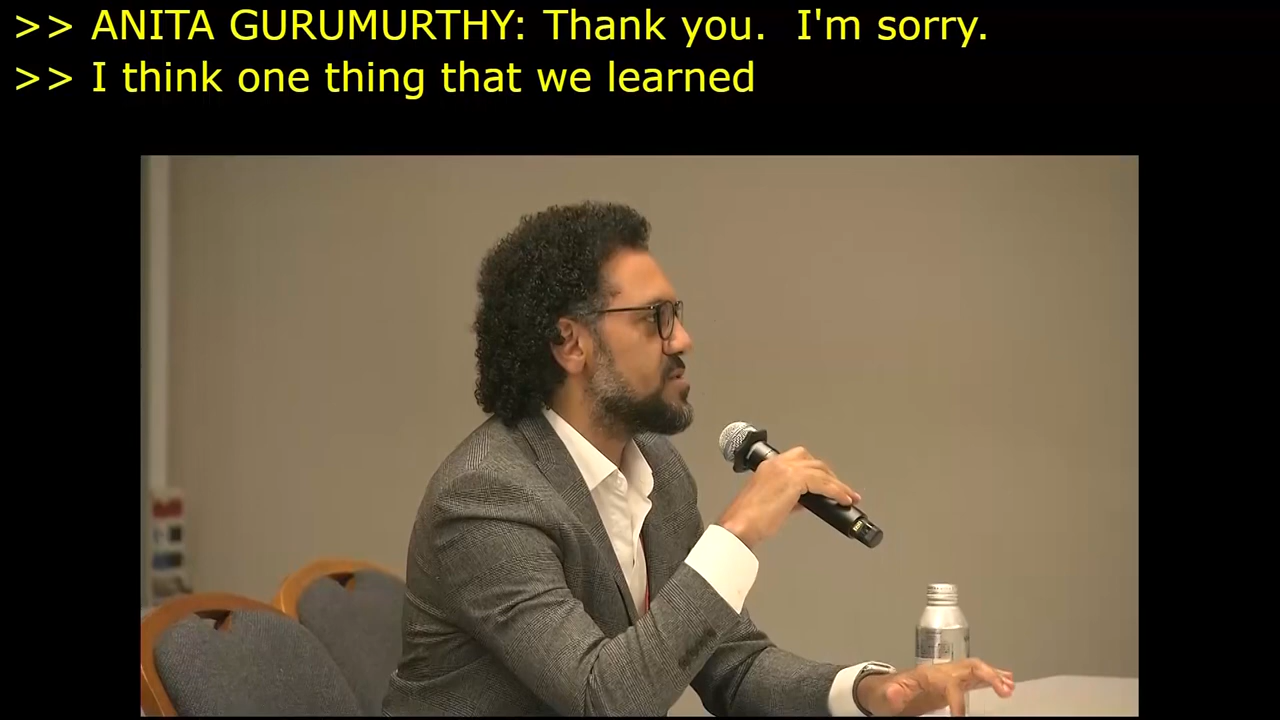 >> ANITA GURUMURTHY: Thank you.  I'm sorry.
>> I think one thing that we learned